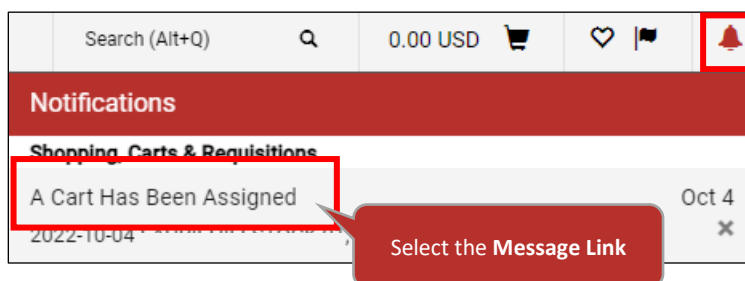 Search (Alt+Q) 0.00 USD
Notifications
Shopping, Carts & Requisitions
A Cart Has Been Assigned Oct 4
2022-10-04
Select the Message Link